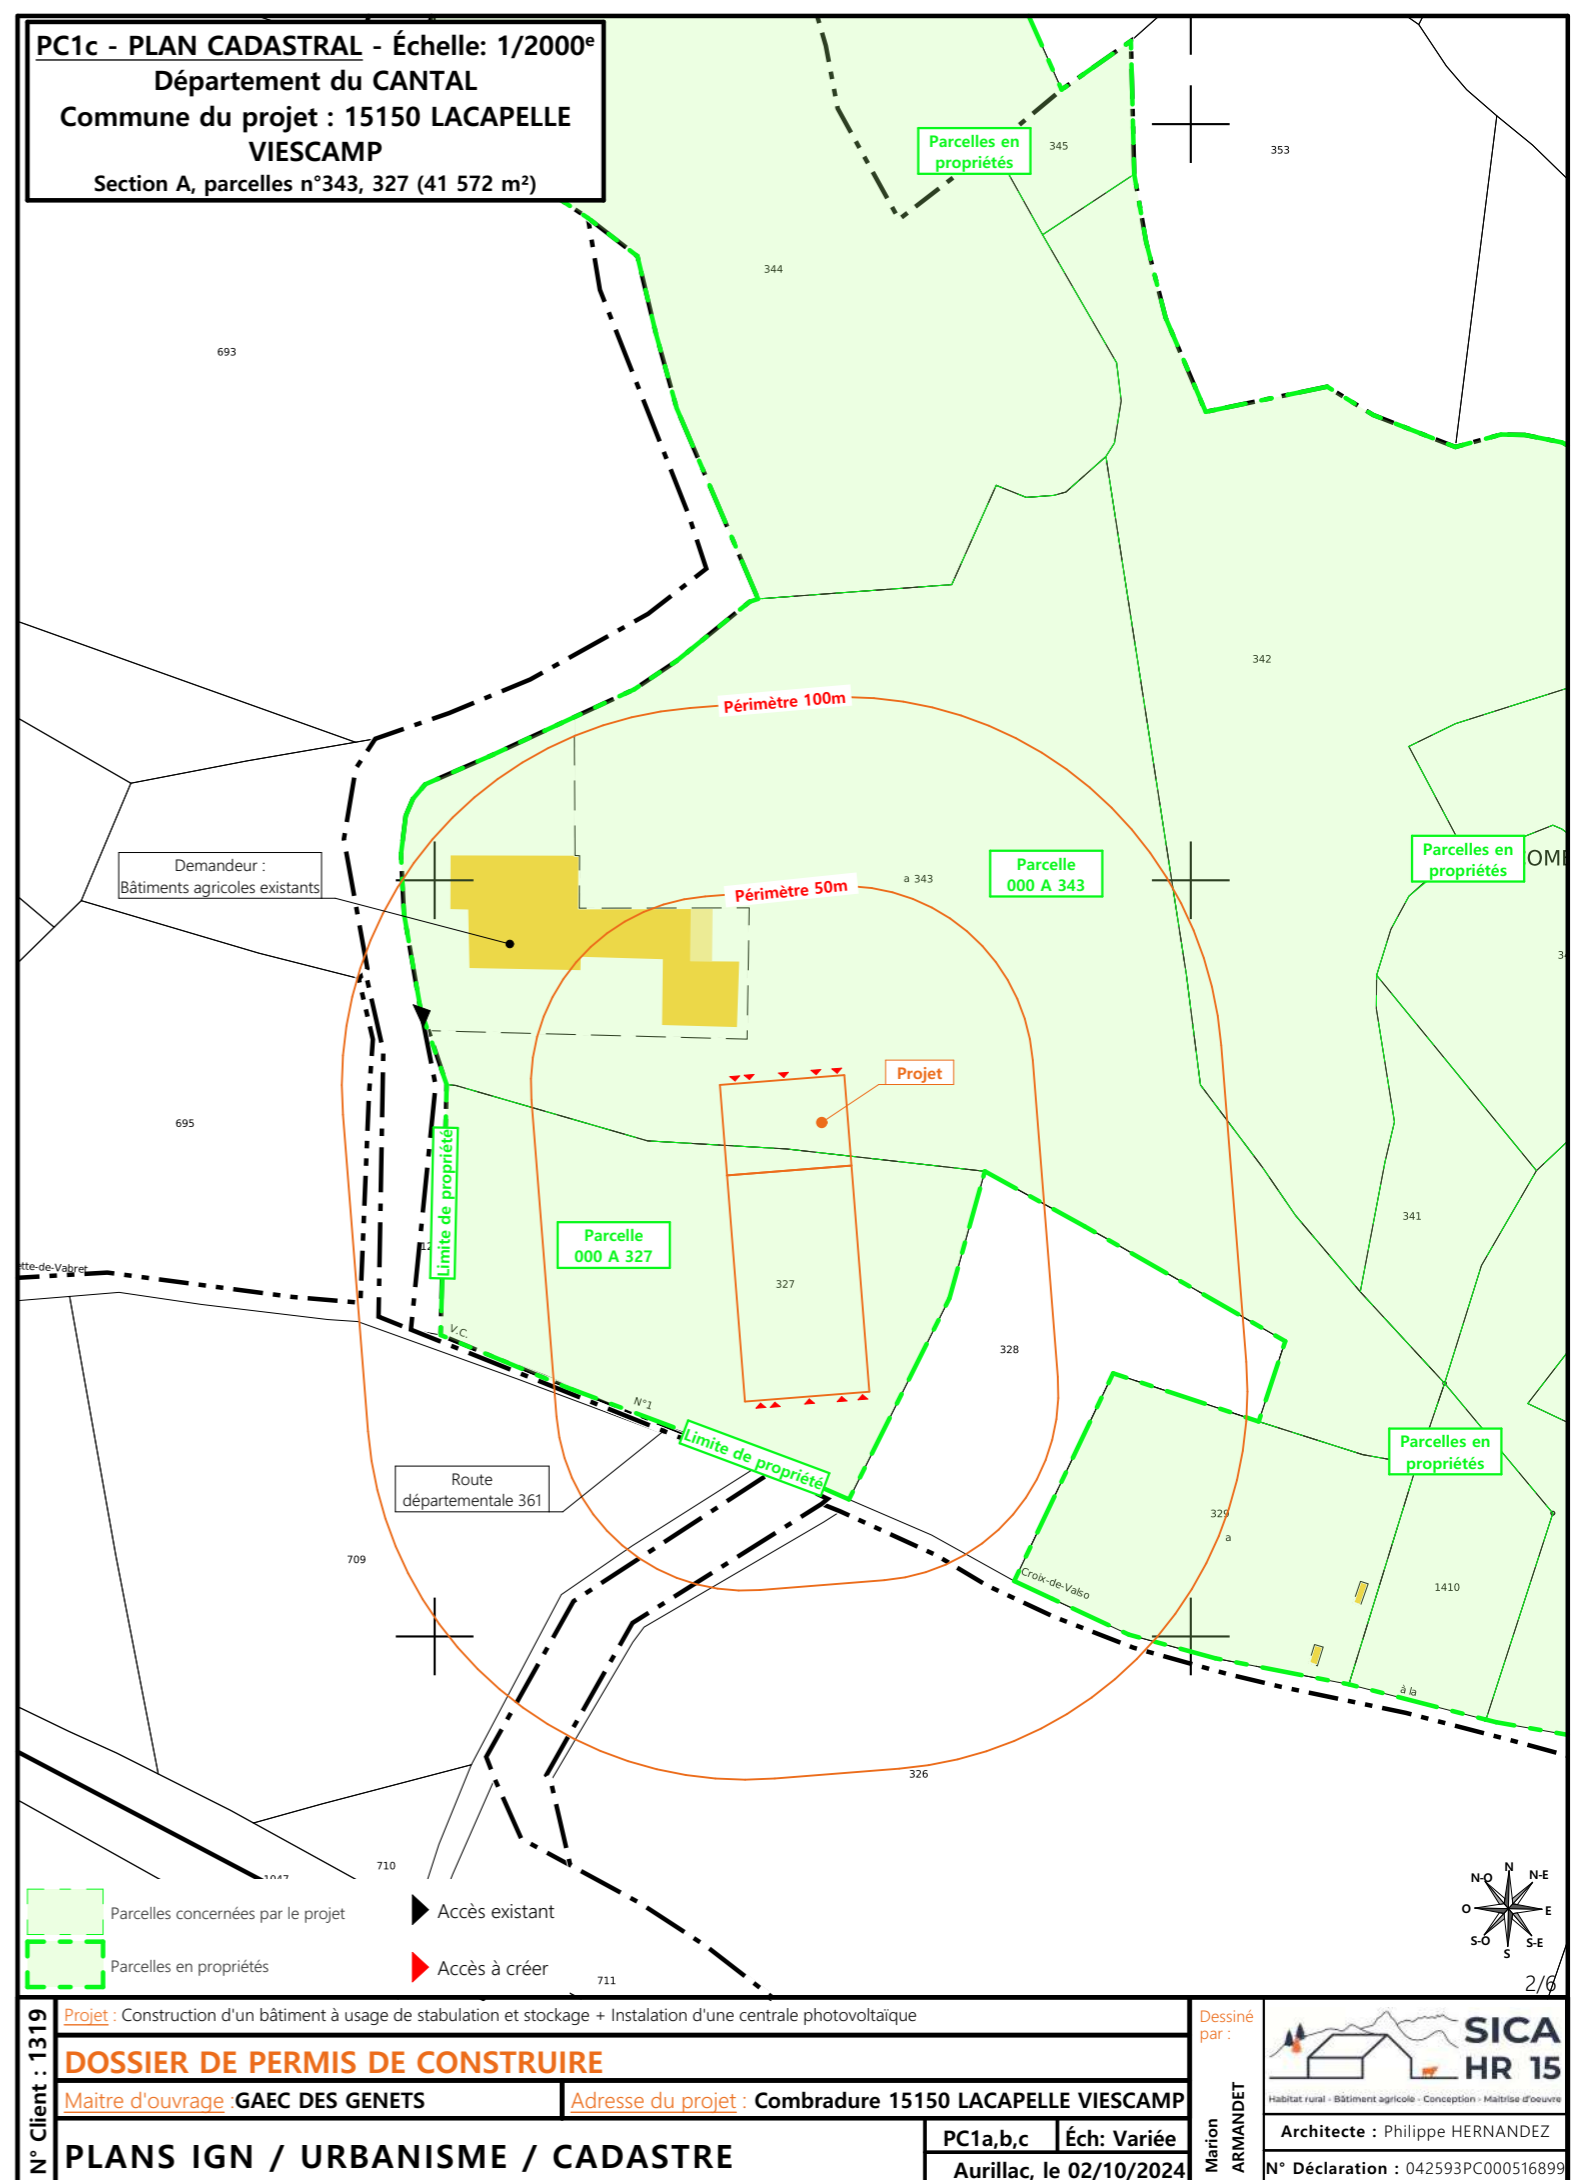 PC1c - PLAN CADASTRAL - Échelle: 1/2000ᵉ
Département du CANTAL
Commune du projet : 15150 LACAPELLE
VIESCAMP
Section A, parcelles n°343, 327 (41 572 m²)
Parcelles en
propriétés
345
353
344
693
342
Périmètre 100m
Demandeur :
Bâtiments agricoles existants
Périmètre 50m
a 343
Parcelle
000 A 343
Parcelles en
propriétés
Projet
695
Limite de propriété
Parcelle
000 A 327
341
327
V.C.
328
N°1
Limite de propriété
Parcelles en
propriétés
Route
départementale 361
329
a
709
Croix-de-Valso
1410
à la
326
710
N
N-O
N-E
O
E
S-O
S-E
S
Parcelles concernées par le projet
Accès existant
Parcelles en propriétés
Accès à créer
711
2/6
N° Client : 1319
Projet : Construction d'un bâtiment à usage de stabulation et stockage + Instalation d'une centrale photovoltaïque
DOSSIER DE PERMIS DE CONSTRUIRE
Maitre d'ouvrage :GAEC DES GENETS
Adresse du projet : Combradure 15150 LACAPELLE VIESCAMP
PLANS IGN / URBANISME / CADASTRE
PC1a,b,c
Éch: Variée
Aurillac, le 02/10/2024
Dessiné
par :
Marion
ARMANDET
SICA
HR 15
Habitat rural - Bâtiment agricole - Conception - Maîtrise d'oeuvre
Architecte : Philippe HERNANDEZ
N° Déclaration : 042593PC000516899